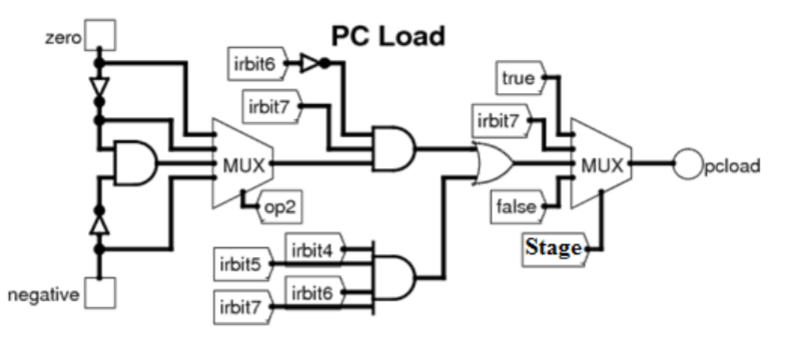 PC Load
zero
irbit6
irbit7
true
irbit7
MUX
MUX
pcload
op2
false
Stage
irbit4
irbit5
irbit6
irbit7
negative